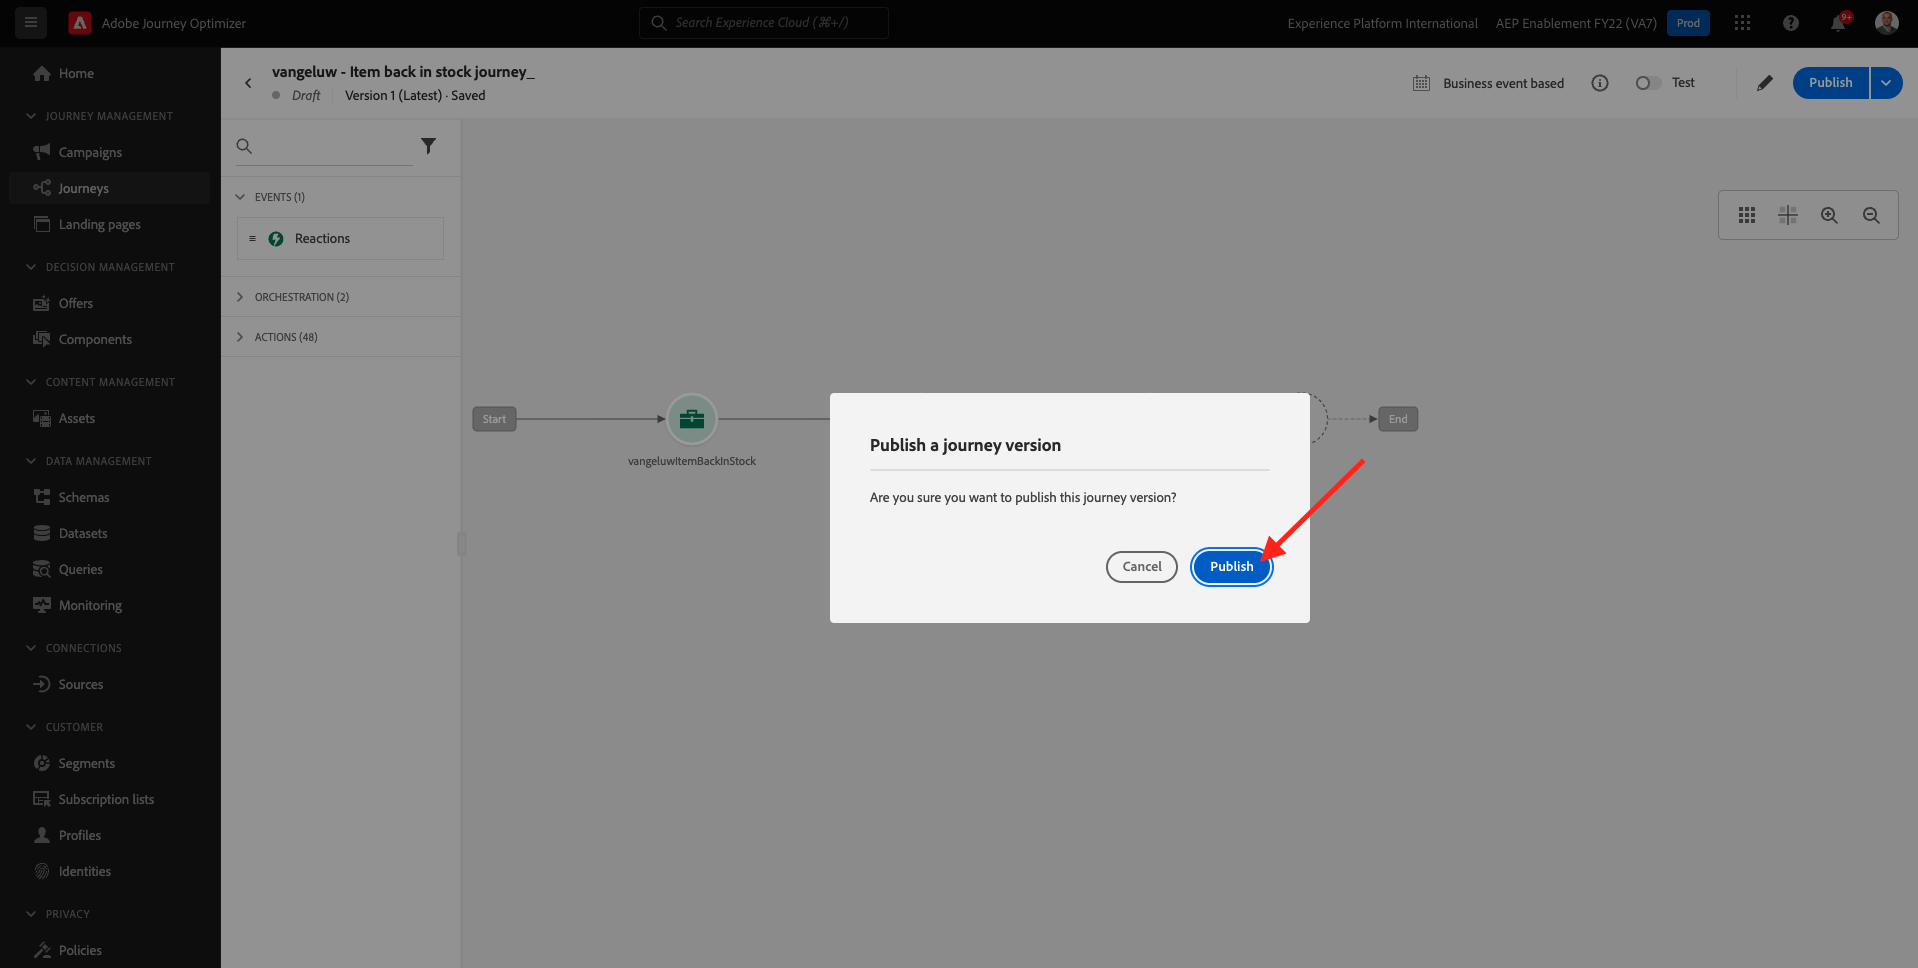 Adobe Journey Optimizer
Search Experience Cloud (⌘+/)
Experience Platform International
AEP Enablement FY22 (VA7)
Prod
9+
Home
JOURNEY MANAGEMENT
Campaigns
Journeys
Landing pages
DECISION MANAGEMENT
Offers
Components
CONTENT MANAGEMENT
Assets
DATA MANAGEMENT
Schemas
Datasets
Queries
Monitoring
CONNECTIONS
Sources
CUSTOMER
Segments
Subscription lists
Profiles
Identities
PRIVACY
Policies
vangeluw - Item back in stock journey_
Draft
Version 1 (Latest) · Saved
Business event based
Test
Publish
EVENTS (1)
Reactions
ORCHESTRATION (2)
ACTIONS (48)
Start
vangeluwItemBackInStock
End
Publish a journey version
Are you sure you want to publish this journey version?
Cancel
Publish